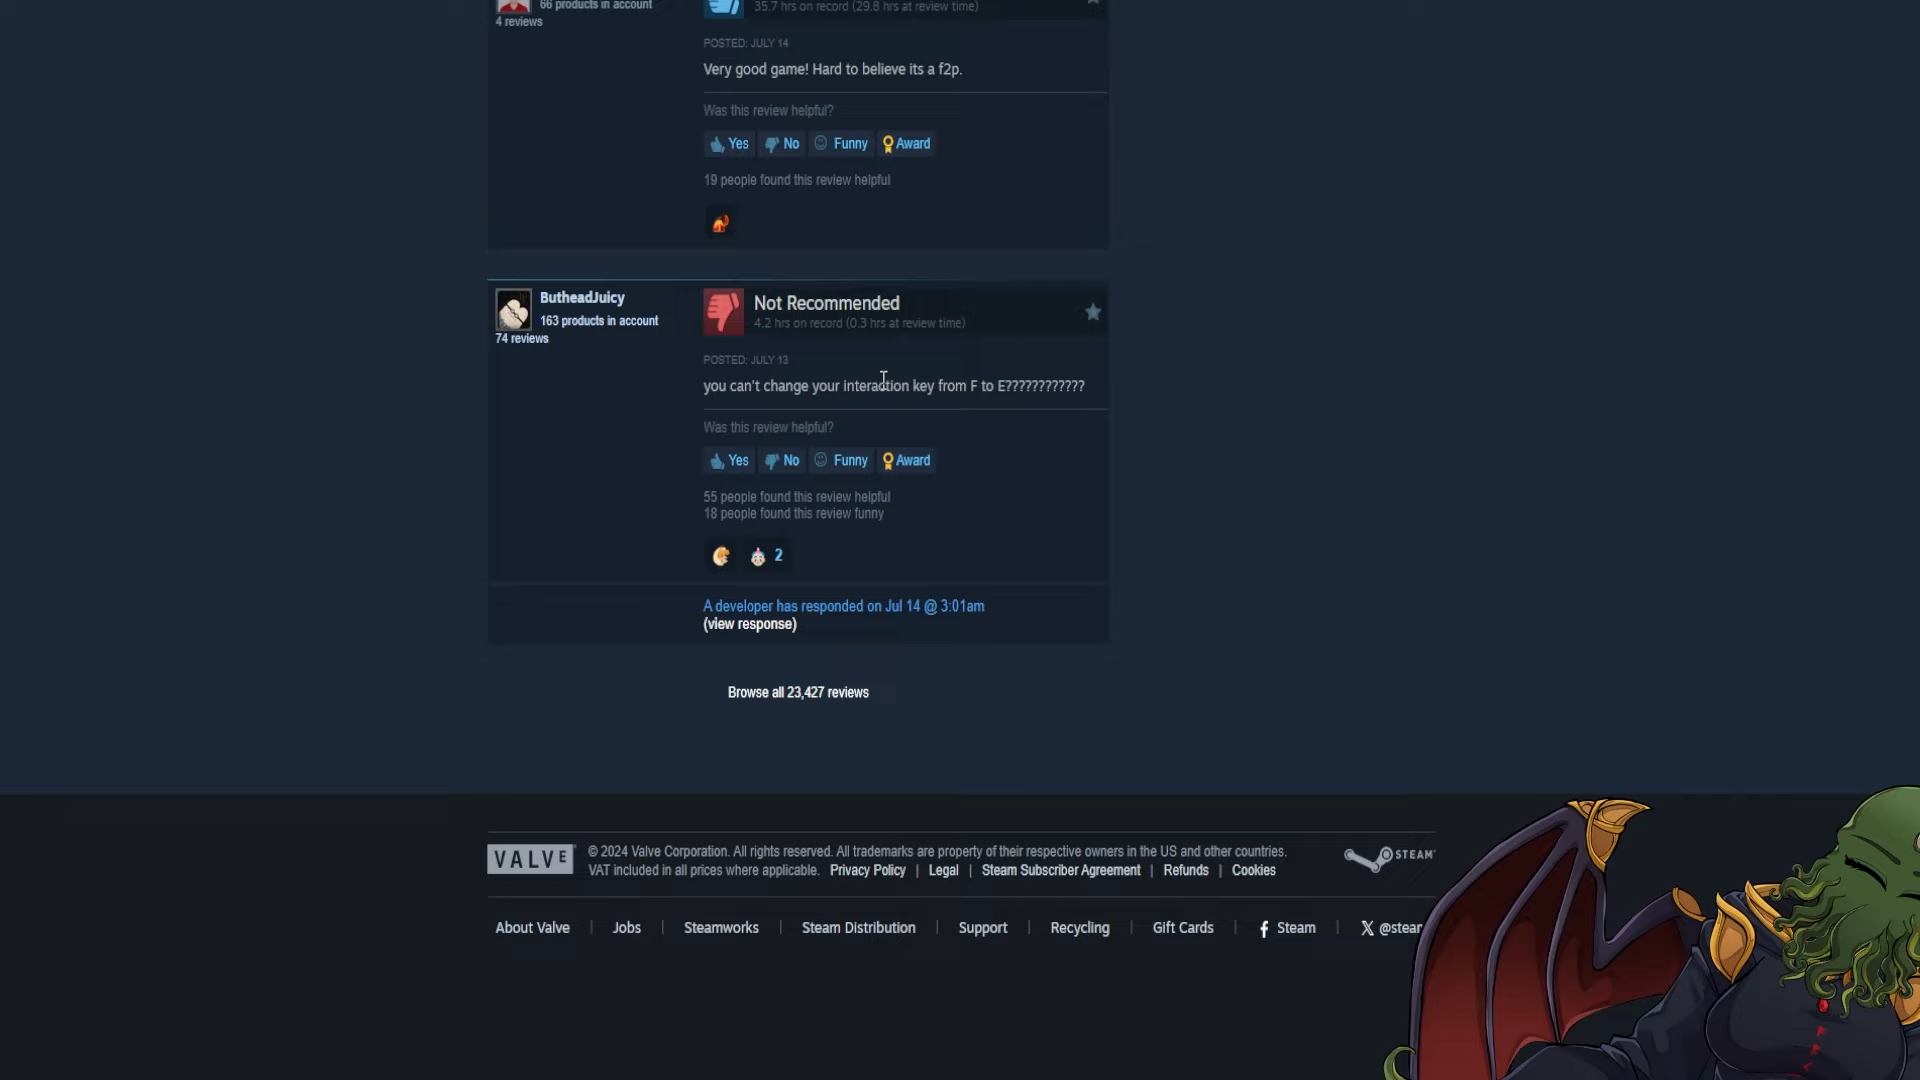 66 products in account
4 reviews
35.7 hrs on record (29.8 hrs at review time)
POSTED: JULY 14
Very good game! Hard to believe its a f2p.
Was this review helpful?
Yes No Funny Award
19 people found this review helpful
ButheadJuicy
163 products in account
74 reviews
Not Recommended
4.2 hrs on record (0.3 hrs at review time)
POSTED: JULY 13
you can't change your interaction key from F to E????????????
Was this review helpful?
Yes No Funny Award
55 people found this review helpful
18 people found this review funny
2
A developer has responded on Jul 14 @ 3:01am
(view response)
Browse all 23,427 reviews
VALVE
© 2024 Valve Corporation. All rights reserved. All trademarks are property of their respective owners in the US and other countries.
VAT included in all prices where applicable. Privacy Policy | Legal | Steam Subscriber Agreement | Refunds | Cookies
STEAM
About Valve | Jobs | Steamworks | Steam Distribution | Support | Recycling | Gift Cards | Steam | @stear